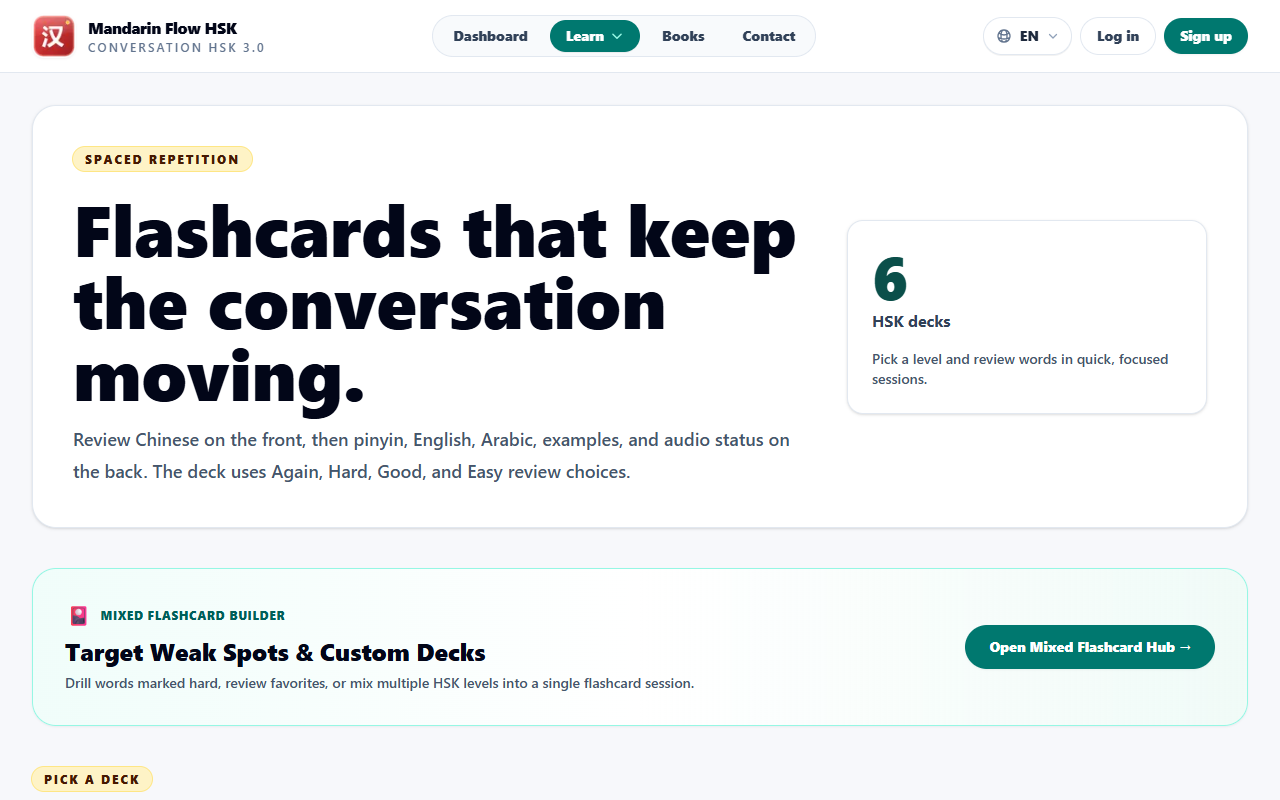 汉
Mandarin Flow HSK
CONVERSATION HSK 3.0
Dashboard
Learn
Books
Contact
EN
Log in
Sign up
SPACED REPETITION
Flashcards that keep
the conversation
moving.
Review Chinese on the front, then pinyin, English, Arabic, examples, and audio status on
the back. The deck uses Again, Hard, Good, and Easy review choices.
6
HSK decks
Pick a level and review words in quick, focused
sessions.
MIXED FLASHCARD BUILDER
Target Weak Spots & Custom Decks
Drill words marked hard, review favorites, or mix multiple HSK levels into a single flashcard session.
Open Mixed Flashcard Hub →
PICK A DECK